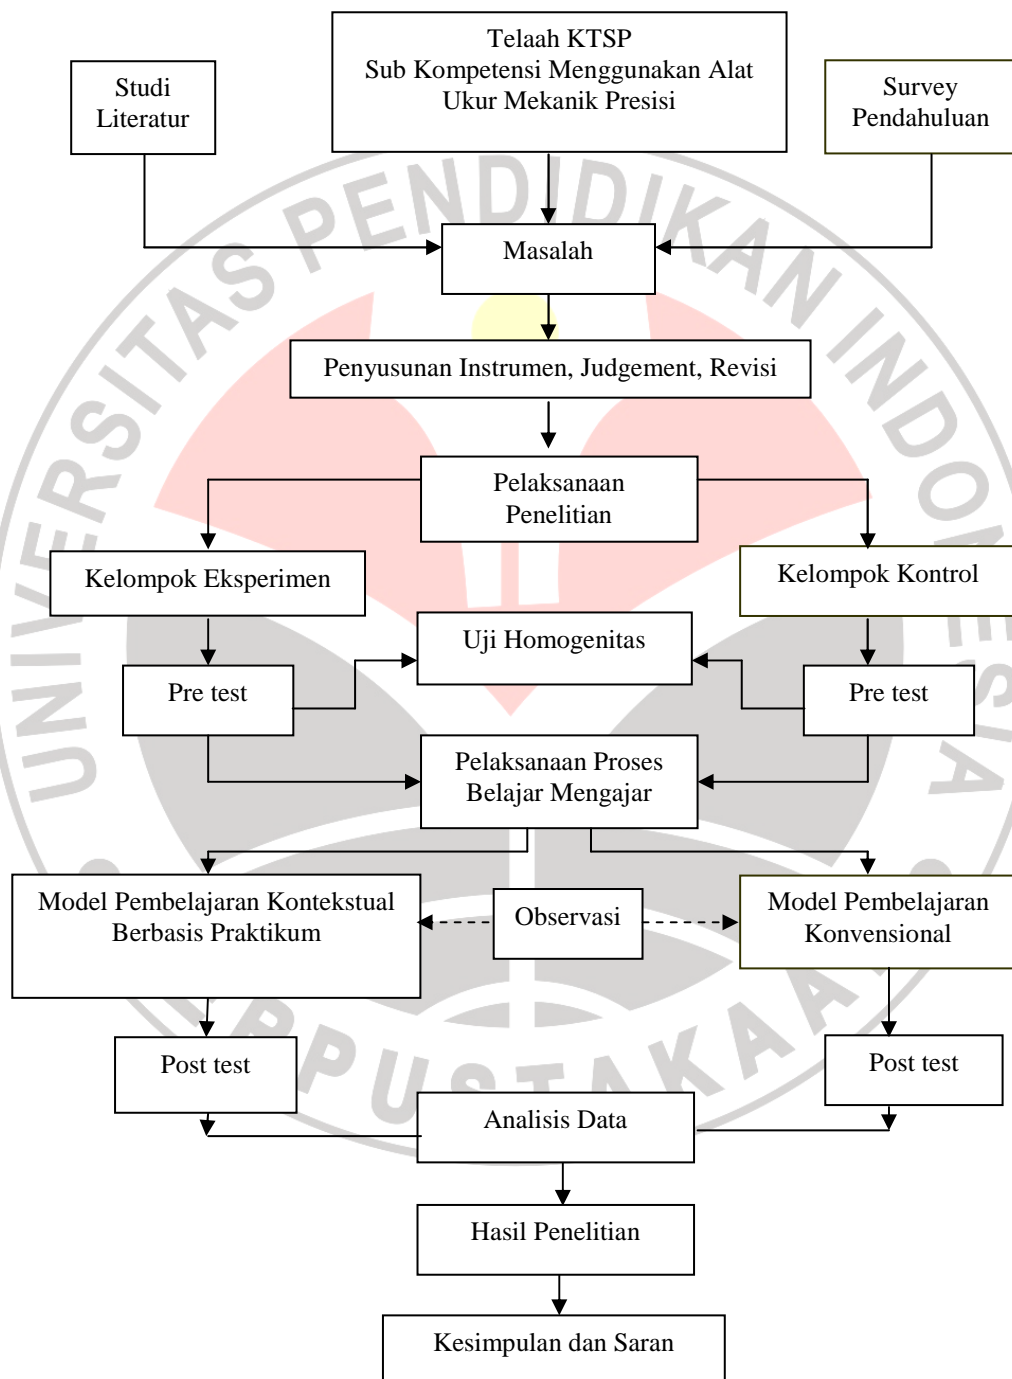 Telaah KTSP
Sub Kompetensi Menggunakan Alat
Ukur Mekanik Presisi
Studi
Literatur
Survey
Pendahuluan
Masalah
Penyusunan Instrumen, Judgement, Revisi
Pelaksanaan
Penelitian
Kelompok Eksperimen
Kelompok Kontrol
Uji Homogenitas
Pre test
Pre test
Pelaksanaan Proses
Belajar Mengajar
Model Pembelajaran Kontekstual
Berbasis Praktikum
Observasi
Model Pembelajaran
Konvensional
Post test
Post test
Analisis Data
Hasil Penelitian
Kesimpulan dan Saran
UNIVERSITAS PENDIDIKAN INDONESIA